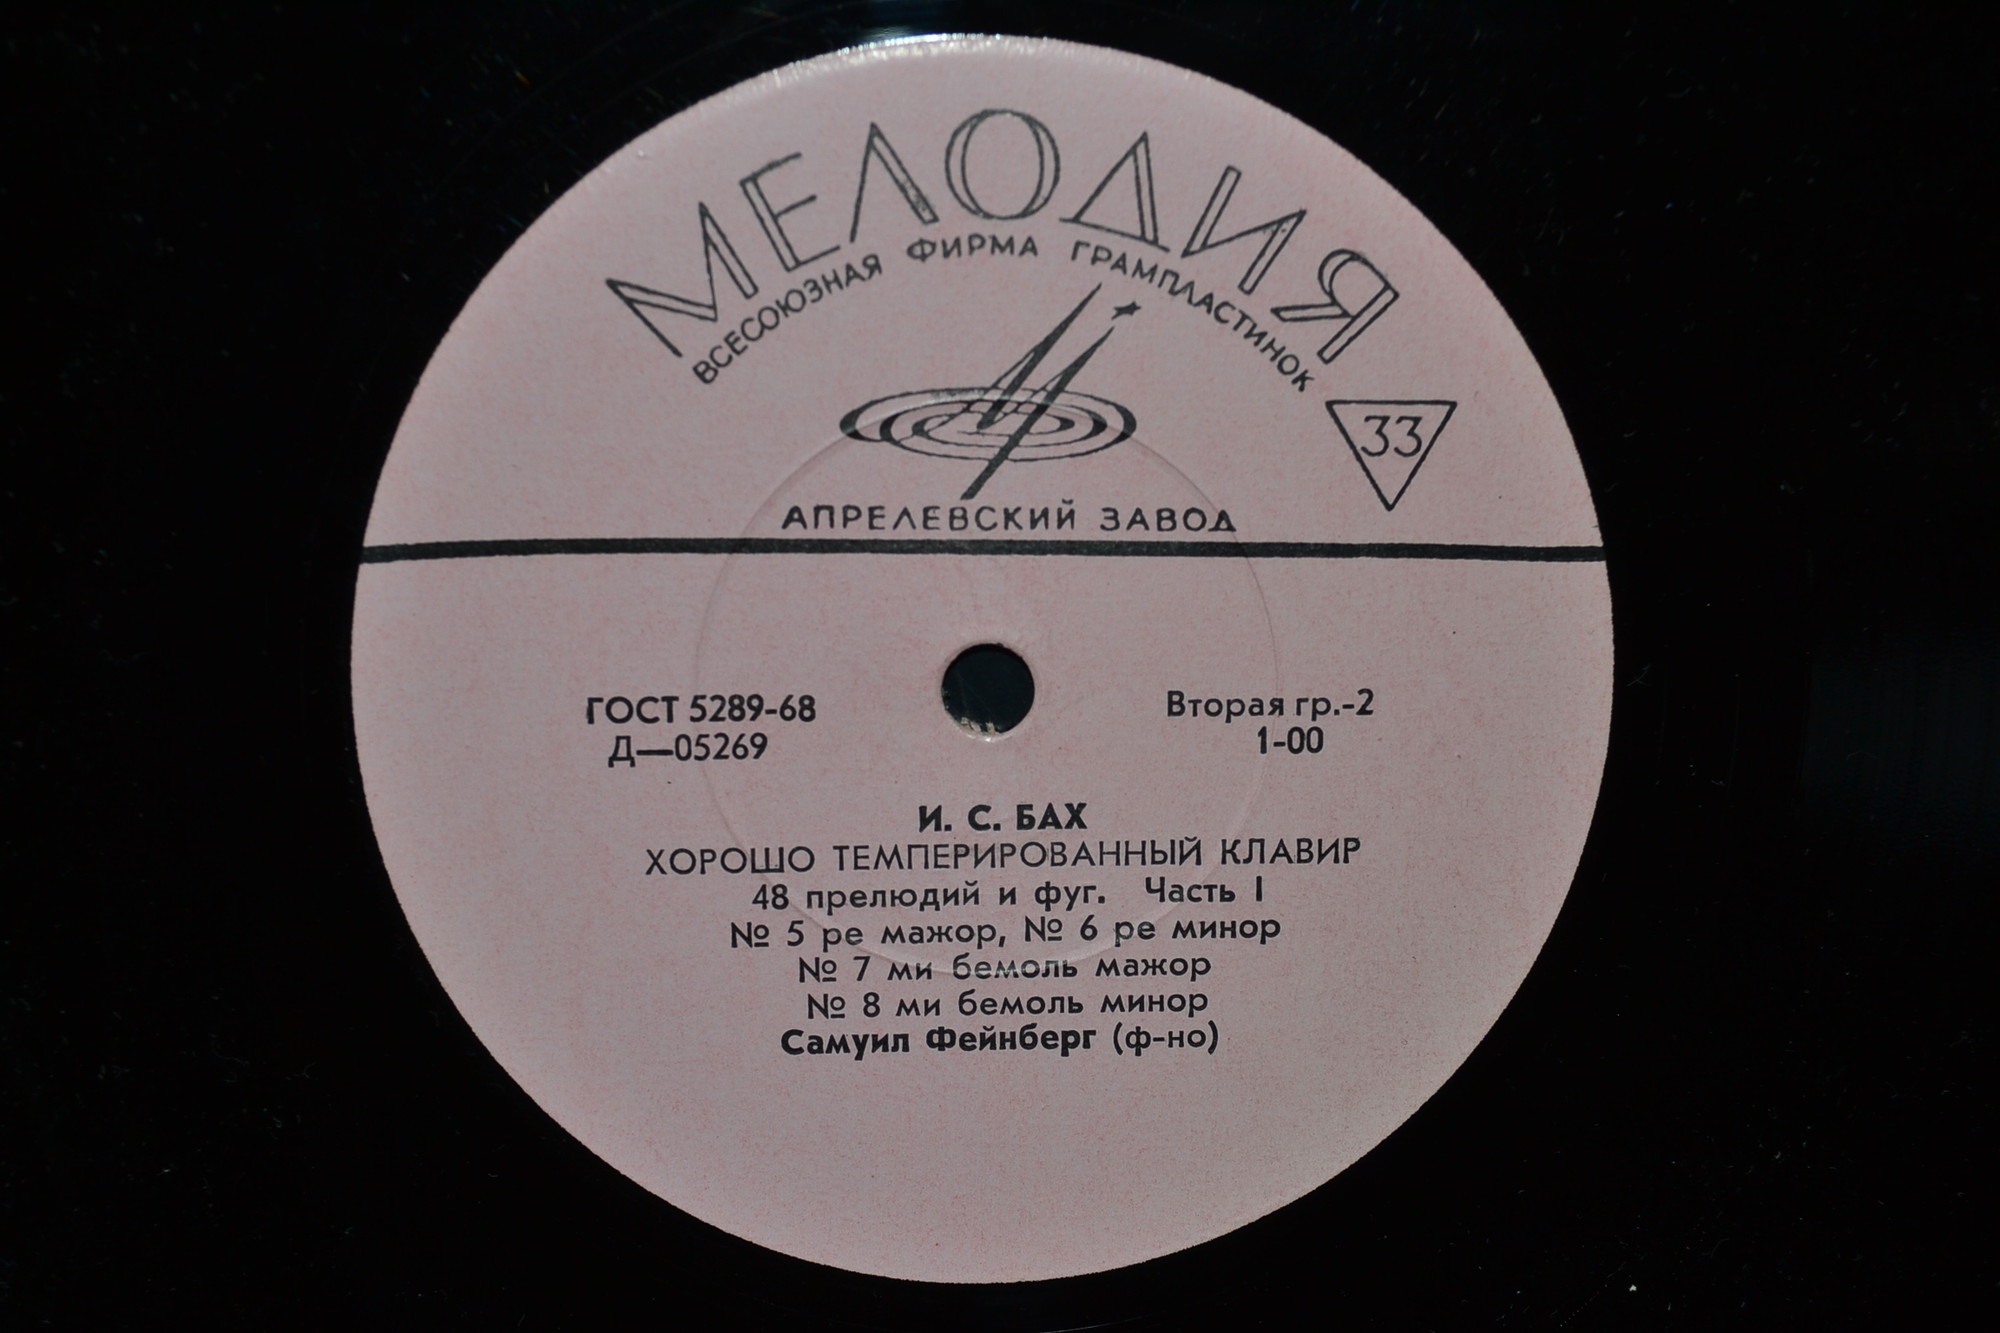 МЕЛОДИЯ
ВСЕСОЮЗНАЯ ФИРМА ГРАМПЛАСТИНОК
33
АПРЕЛЕВСКИЙ ЗАВОД
ГОСТ 5289-68
Д—05269
Вторая гр.-2
1-00
И. С. БАХ
ХОРОШО ТЕМПЕРИРОВАННЫЙ КЛАВИР
48 прелюдий и фуг. Часть I
№ 5 ре мажор, № 6 ре минор
№ 7 ми бемоль мажор
№ 8 ми бемоль минор
Самуил Фейнберг (ф-но)